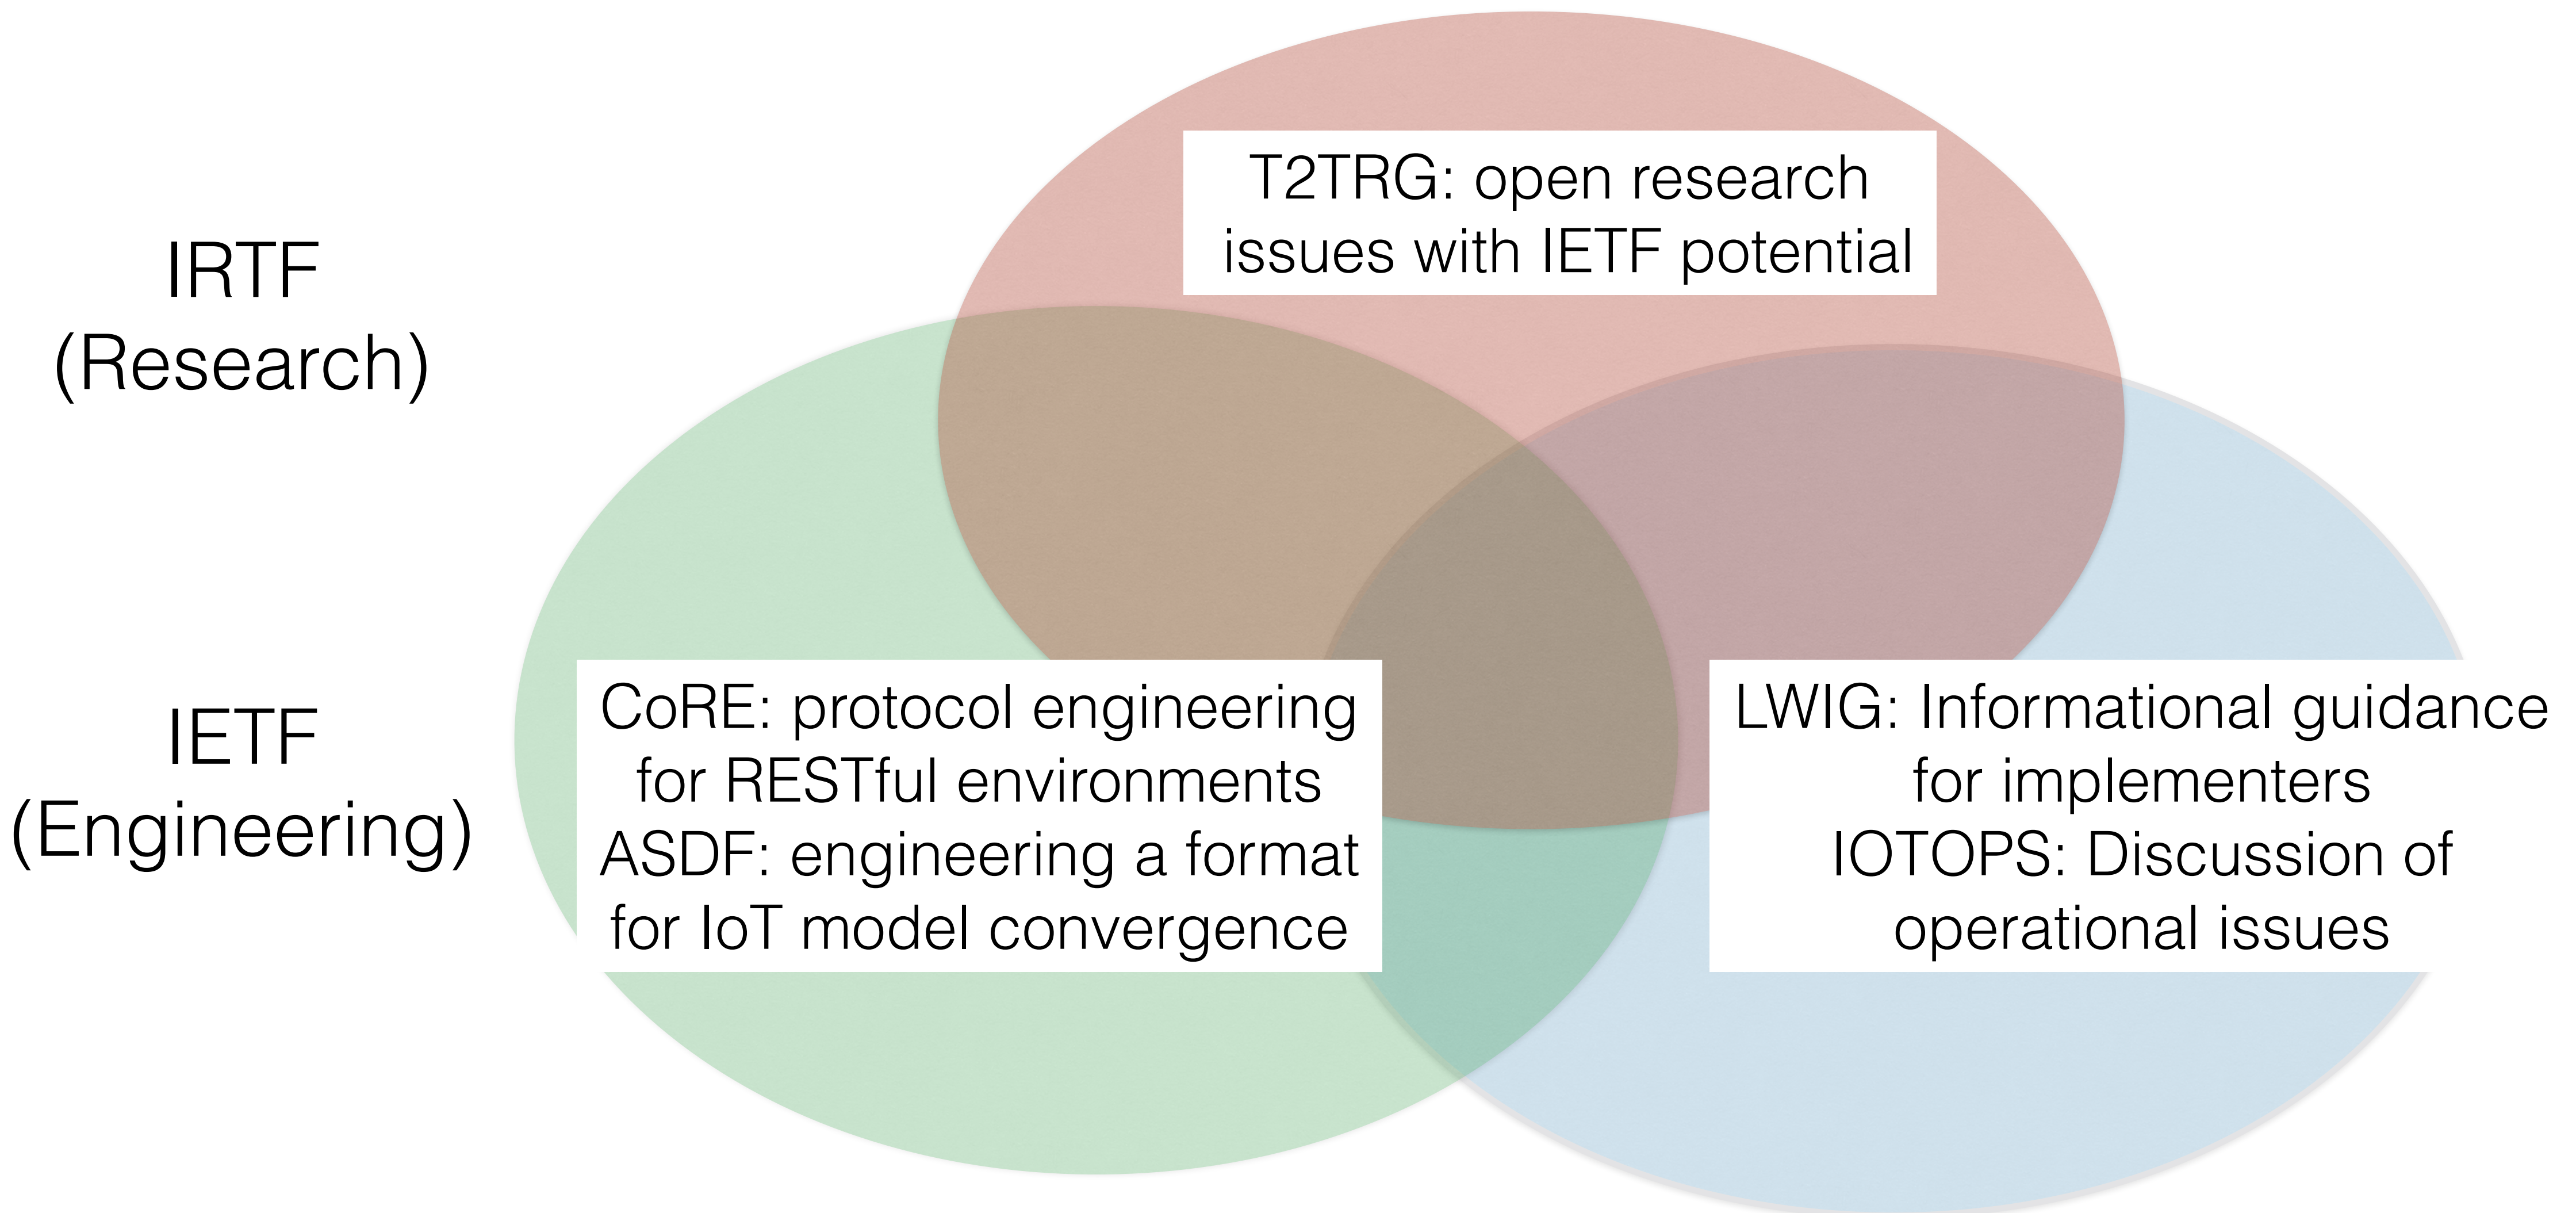 T2TRG: open research
issues with IETF potential
IRTF
(Research)
IETF
(Engineering)
CoRE: protocol engineering
for RESTful environments
ASDF: engineering a format
for IoT model convergence
LWIG: Informational guidance
for implementers
IOTOPS: Discussion of
operational issues